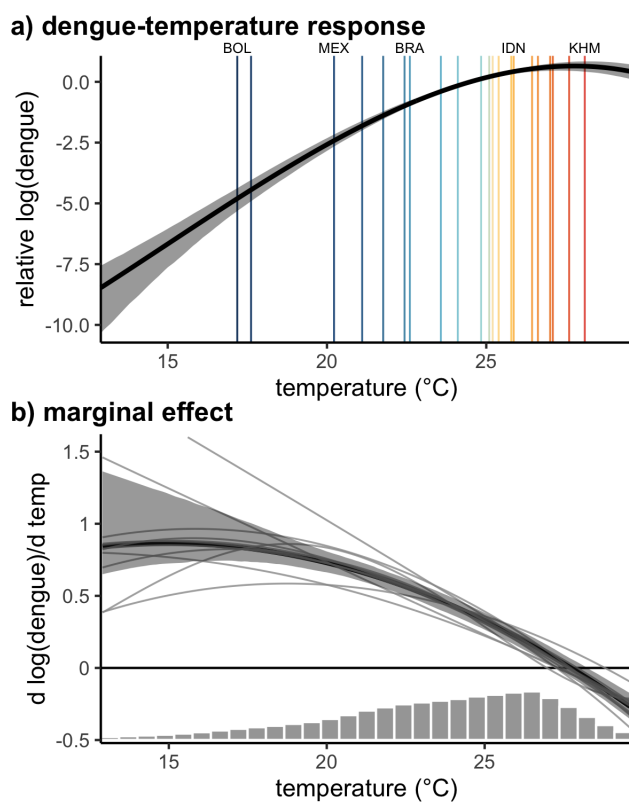 a) dengue-temperature response
BOL MEX BRA IDN KHM
relative log(dengue)
0.0
-2.5
-5.0
-7.5
-10.0
15 20 25
temperature (°C)
b) marginal effect
d log(dengue)/d temp
1.5
1
0.5
0
-0.5
15 20 25
temperature (°C)